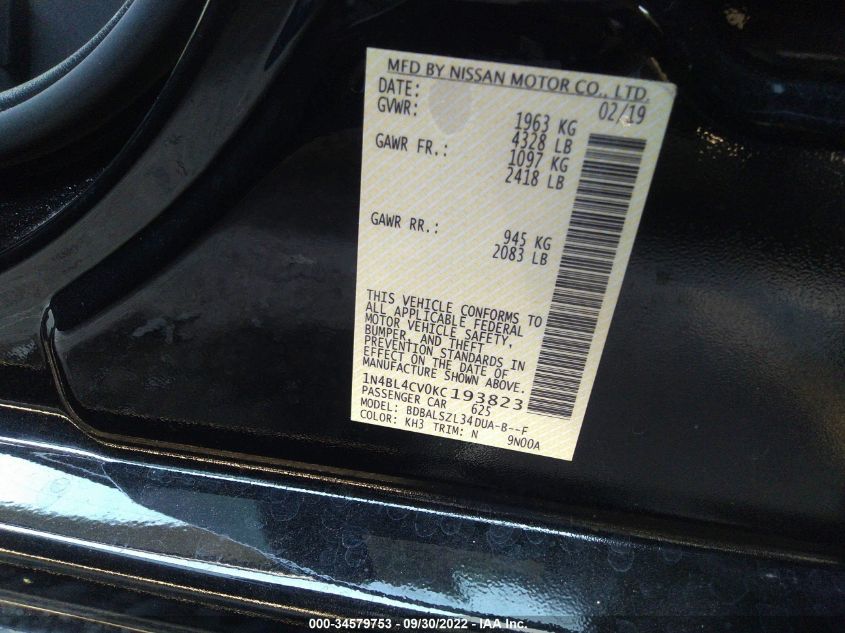 MFD BY NISSAN MOTOR CO., LTD.
DATE: 02/19
GVWR: 1963 KG
4328 LB
GAWR FR.: 1097 KG
2418 LB
GAWR RR.: 945 KG
2083 LB
THIS VEHICLE CONFORMS TO
ALL APPLICABLE FEDERAL
MOTOR VEHICLE SAFETY,
BUMPER, AND THEFT
PREVENTION STANDARDS IN
EFFECT ON THE DATE OF
MANUFACTURE SHOWN ABOVE.
1N4BL4CV0KC193823
PASSENGER CAR 625
MODEL: BDBALSZL34DUA-B--F
COLOR: KH3 TRIM: N 9N00A
000-34579753 - 09/30/2022 - IAA Inc.